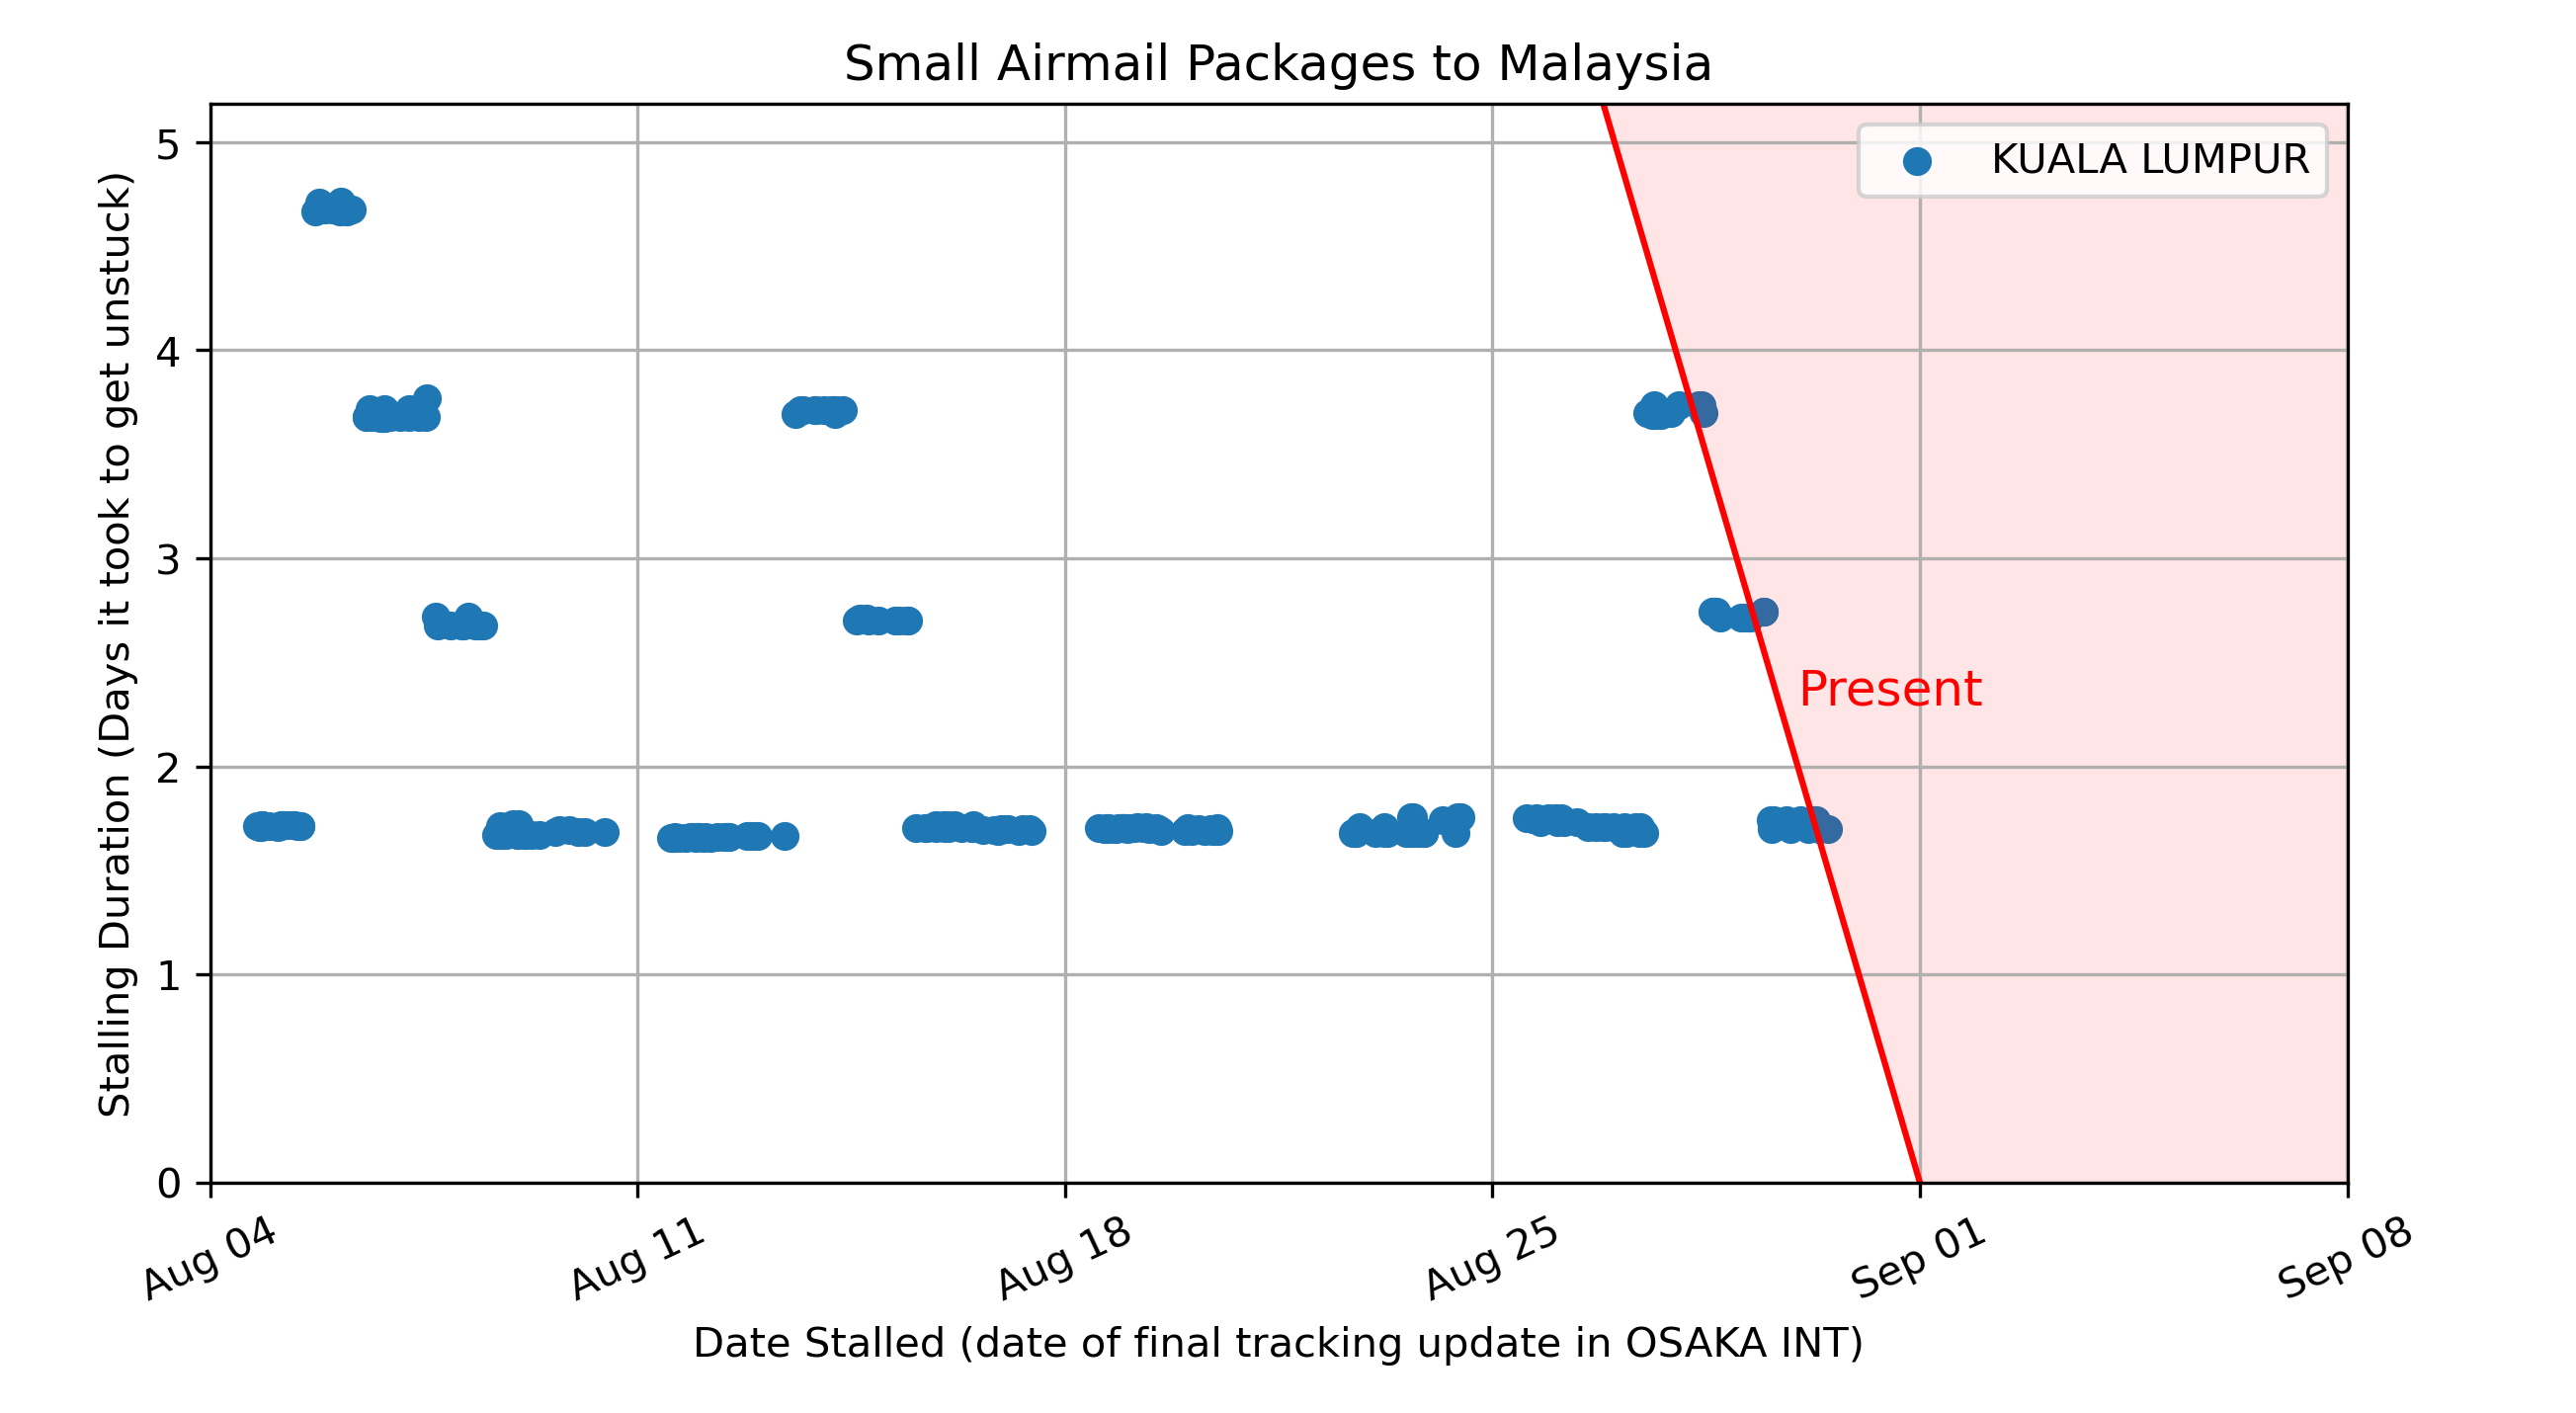 Small Airmail Packages to Malaysia
Stalling Duration (Days it took to get unstuck)
5
4
3
2
1
0
KUALA LUMPUR
Present
Aug 04
Aug 11
Aug 18
Aug 25
Sep 01
Sep 08
Date Stalled (date of final tracking update in OSAKA INT)